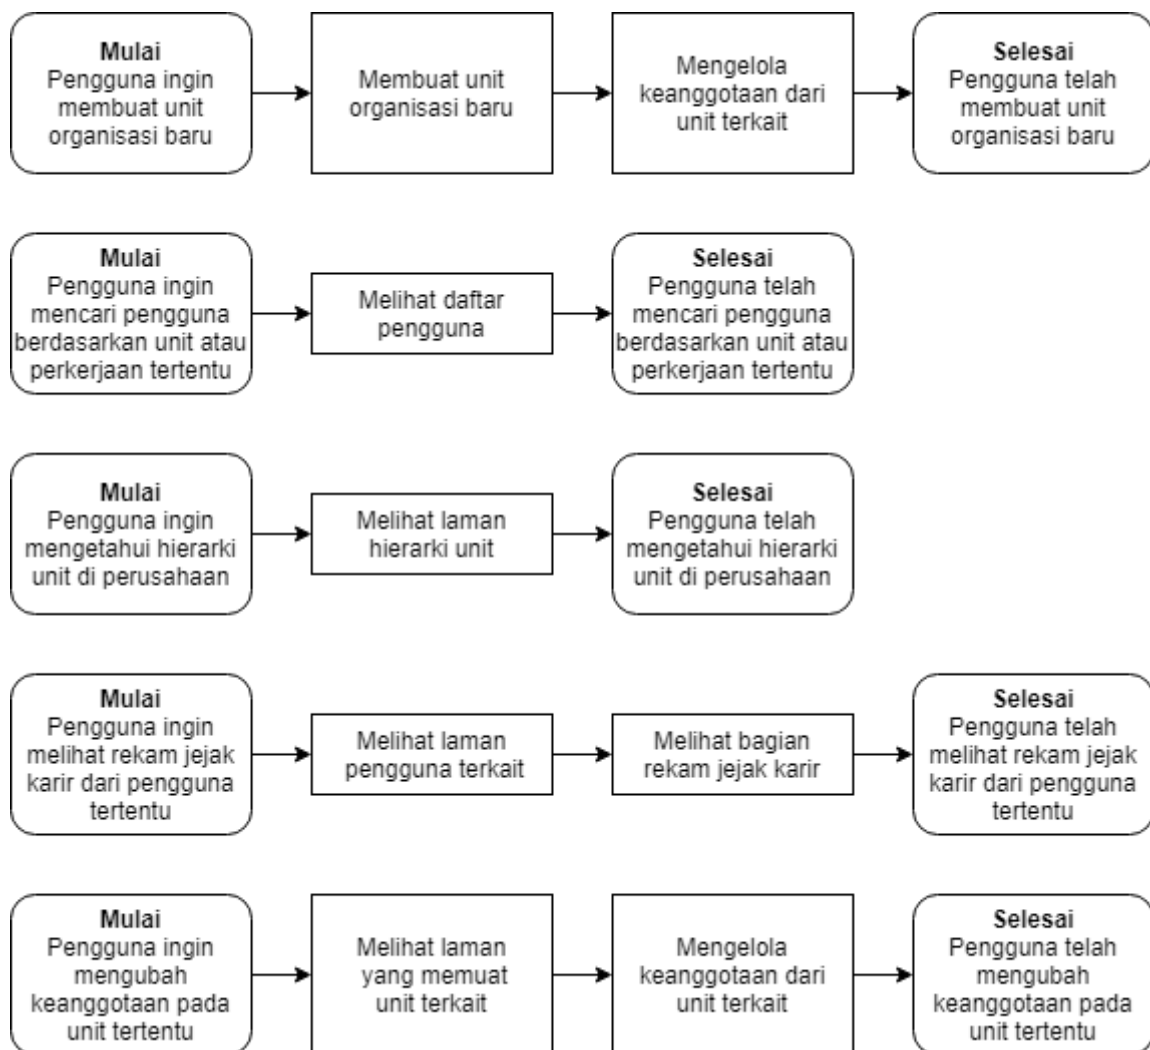 Mulai
Pengguna ingin
membuat unit
organisasi baru
Membuat unit
organisasi baru
Mengelola
keanggotaan dari
unit terkait
Selesai
Pengguna telah
membuat unit
organisasi baru
Mulai
Pengguna ingin
mencari pengguna
berdasarkan unit atau
perkerjaan tertentu
Melihat daftar
pengguna
Selesai
Pengguna telah
mencari pengguna
berdasarkan unit atau
perkerjaan tertentu
Mulai
Pengguna ingin
mengetahui hierarki
unit di perusahaan
Melihat laman
hierarki unit
Selesai
Pengguna telah
mengetahui hierarki
unit di perusahaan
Mulai
Pengguna ingin
melihat rekam jejak
karir dari pengguna
tertentu
Melihat laman
pengguna terkait
Melihat bagian
rekam jejak karir
Selesai
Pengguna telah
melihat rekam jejak
karir dari pengguna
tertentu
Mulai
Pengguna ingin
mengubah
keanggotaan pada
unit tertentu
Melihat laman
yang memuat
unit terkait
Mengelola
keanggotaan dari
unit terkait
Selesai
Pengguna telah
mengubah
keanggotaan pada
unit tertentu